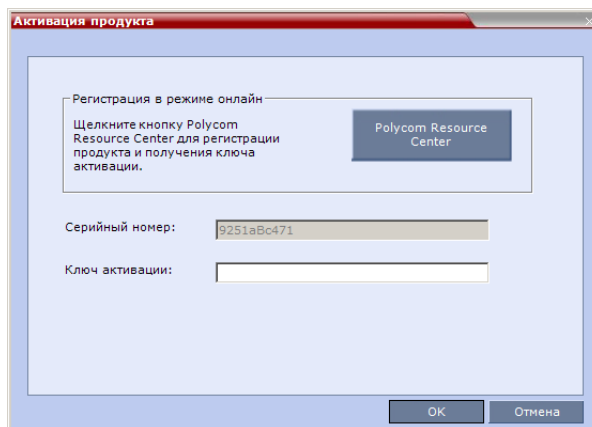 Активация продукта
Регистрация в режиме онлайн
Щелкните кнопку Polycom
Resource Center для регистрации
продукта и получения ключа
активации.
Polycom Resource
Center
Серийный номер:
9251aBc471
Ключ активации:
OK
Отмена